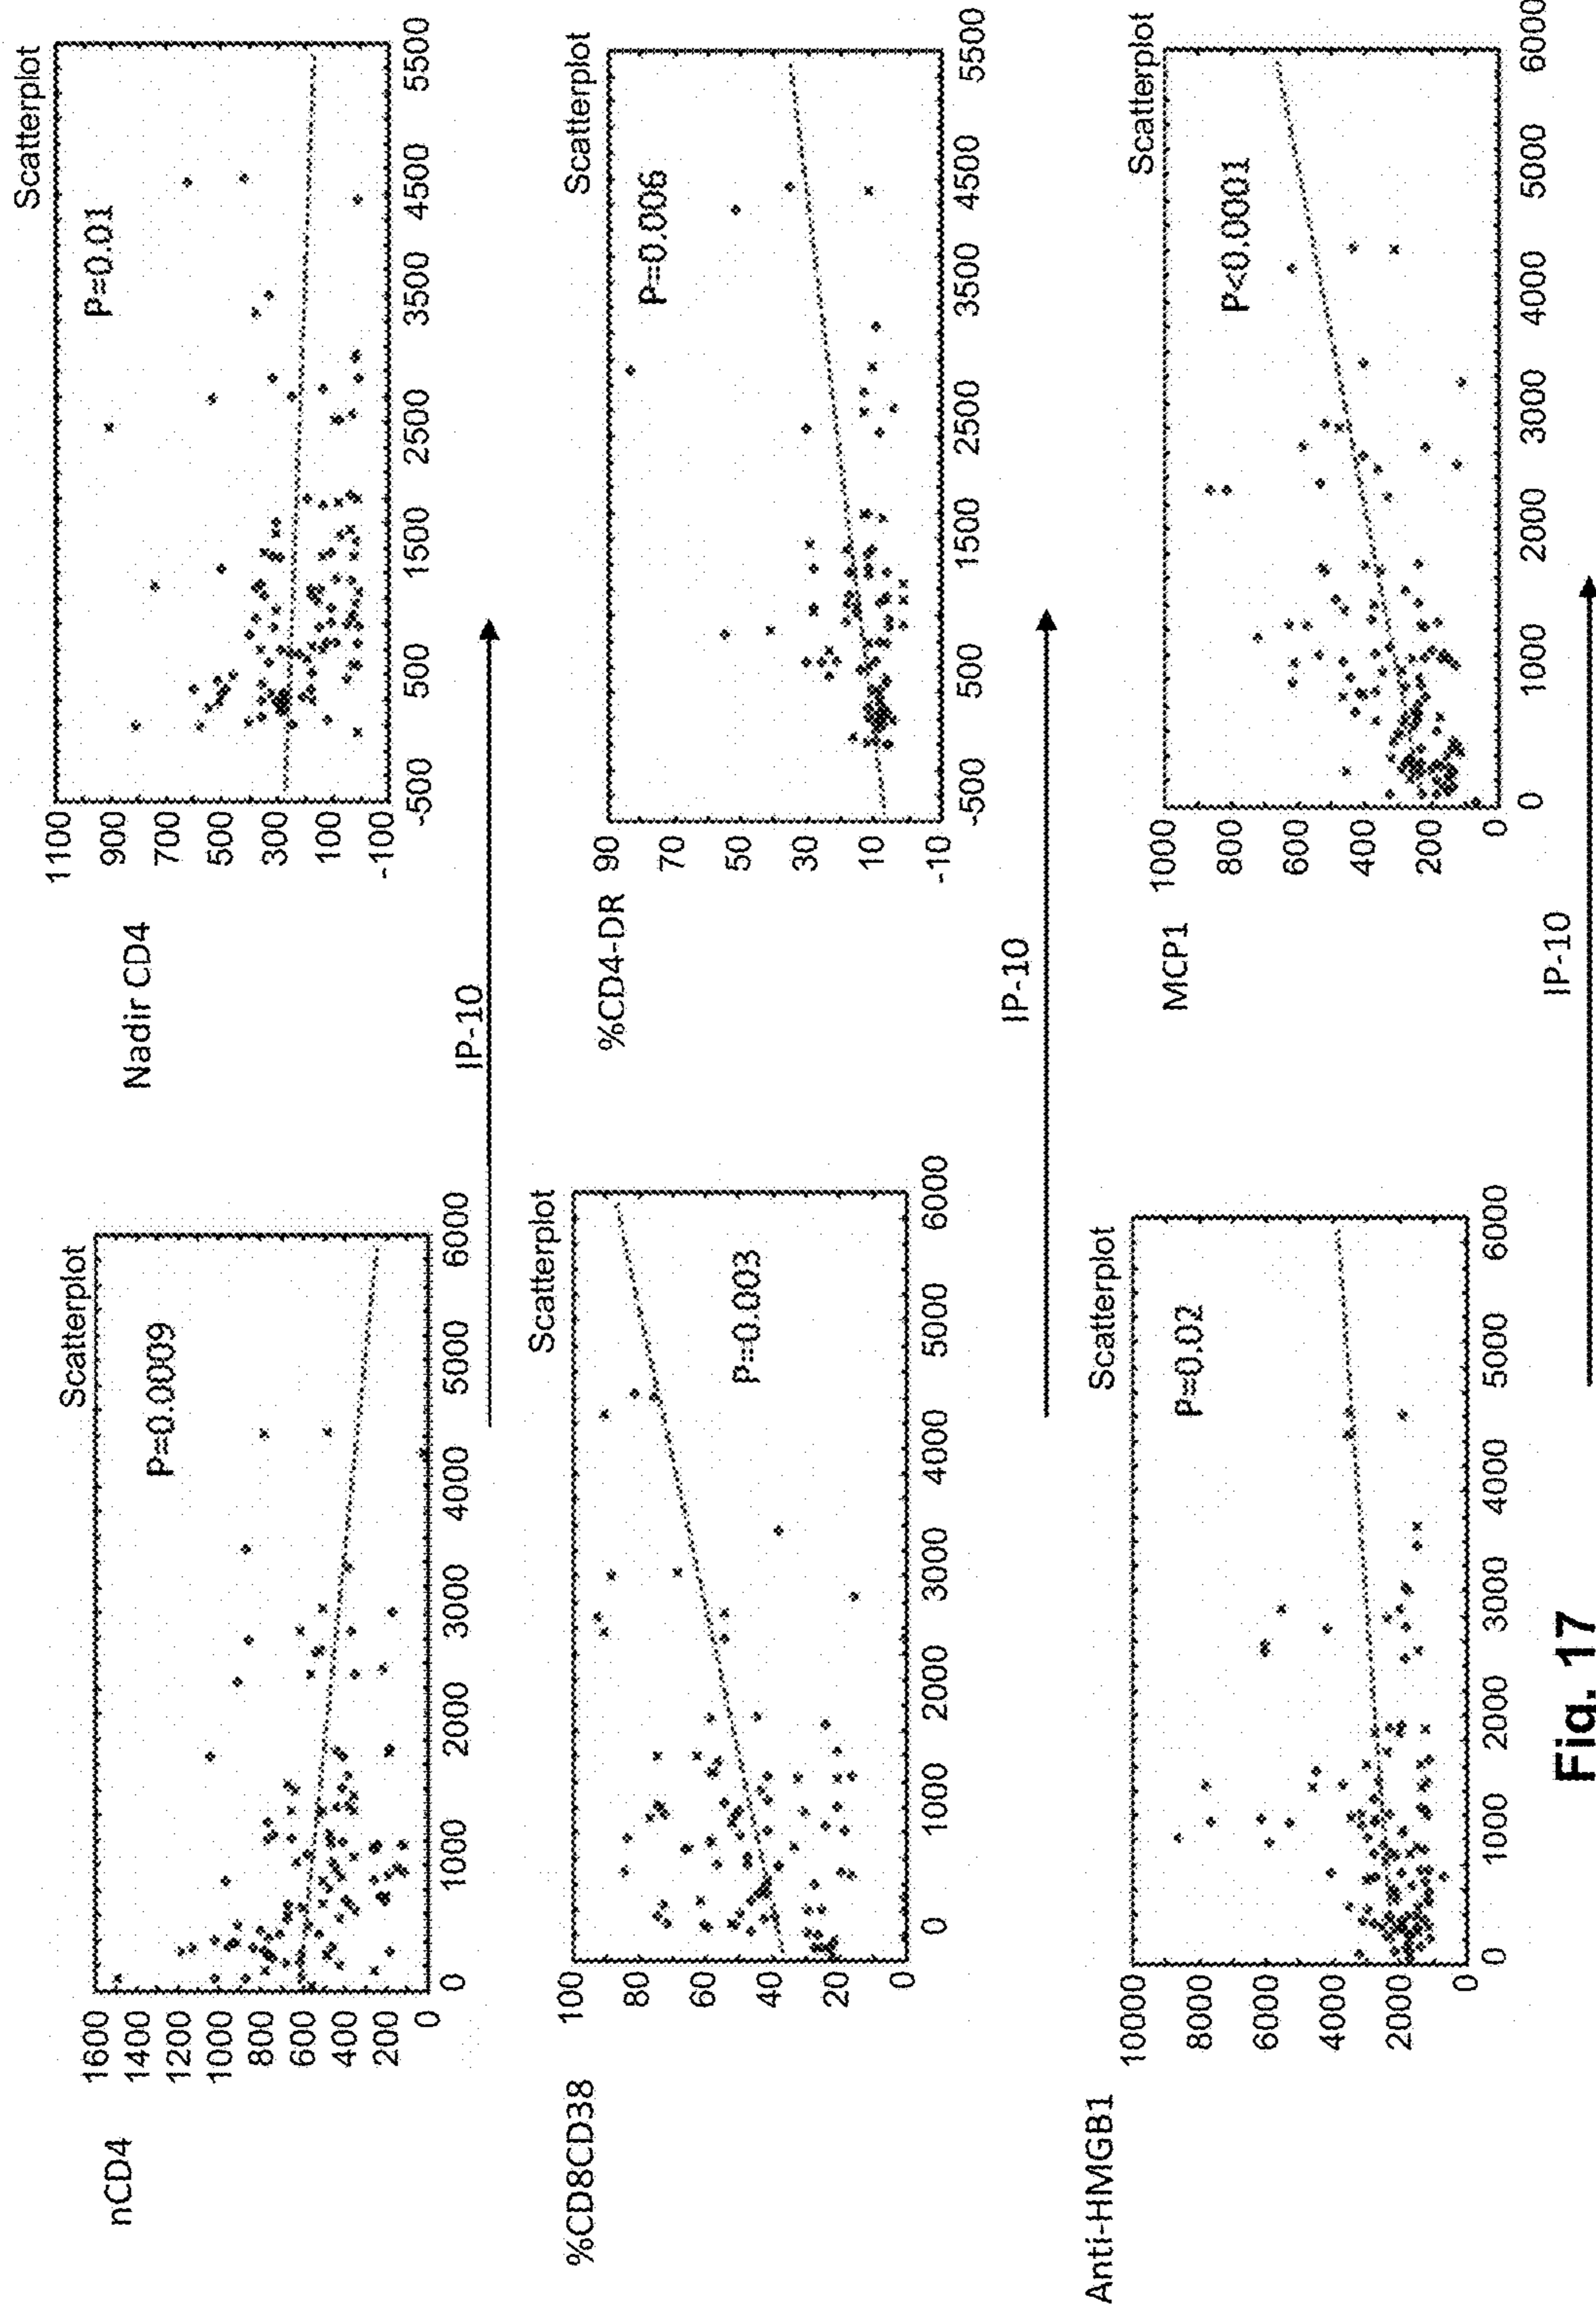 nCD4
Scatterplot
P=0.0009
1600
1400
1200
1000
800
600
400
200
0
0 1000 2000 3000 4000 5000 6000
Nadir CD4
Scatterplot
P=0.01
1100
900
700
500
300
100
-100
-500 500 1500 2500 3500 4500 5500
IP-10
%CD8CD38
Scatterplot
P=0.003
100
80
60
40
20
0
0 1000 2000 3000 4000 5000 6000
%CD4-DR
Scatterplot
P=0.006
90
70
50
30
10
-10
-500 500 1500 2500 3500 4500 5500
IP-10
Anti-HMGB1
Scatterplot
P=0.02
10000
8000
6000
4000
2000
0
0 1000 2000 3000 4000 5000 6000
MCP1
Scatterplot
P<0.0001
1000
800
600
400
200
0
0 1000 2000 3000 4000 5000 6000
IP-10
Fig. 17